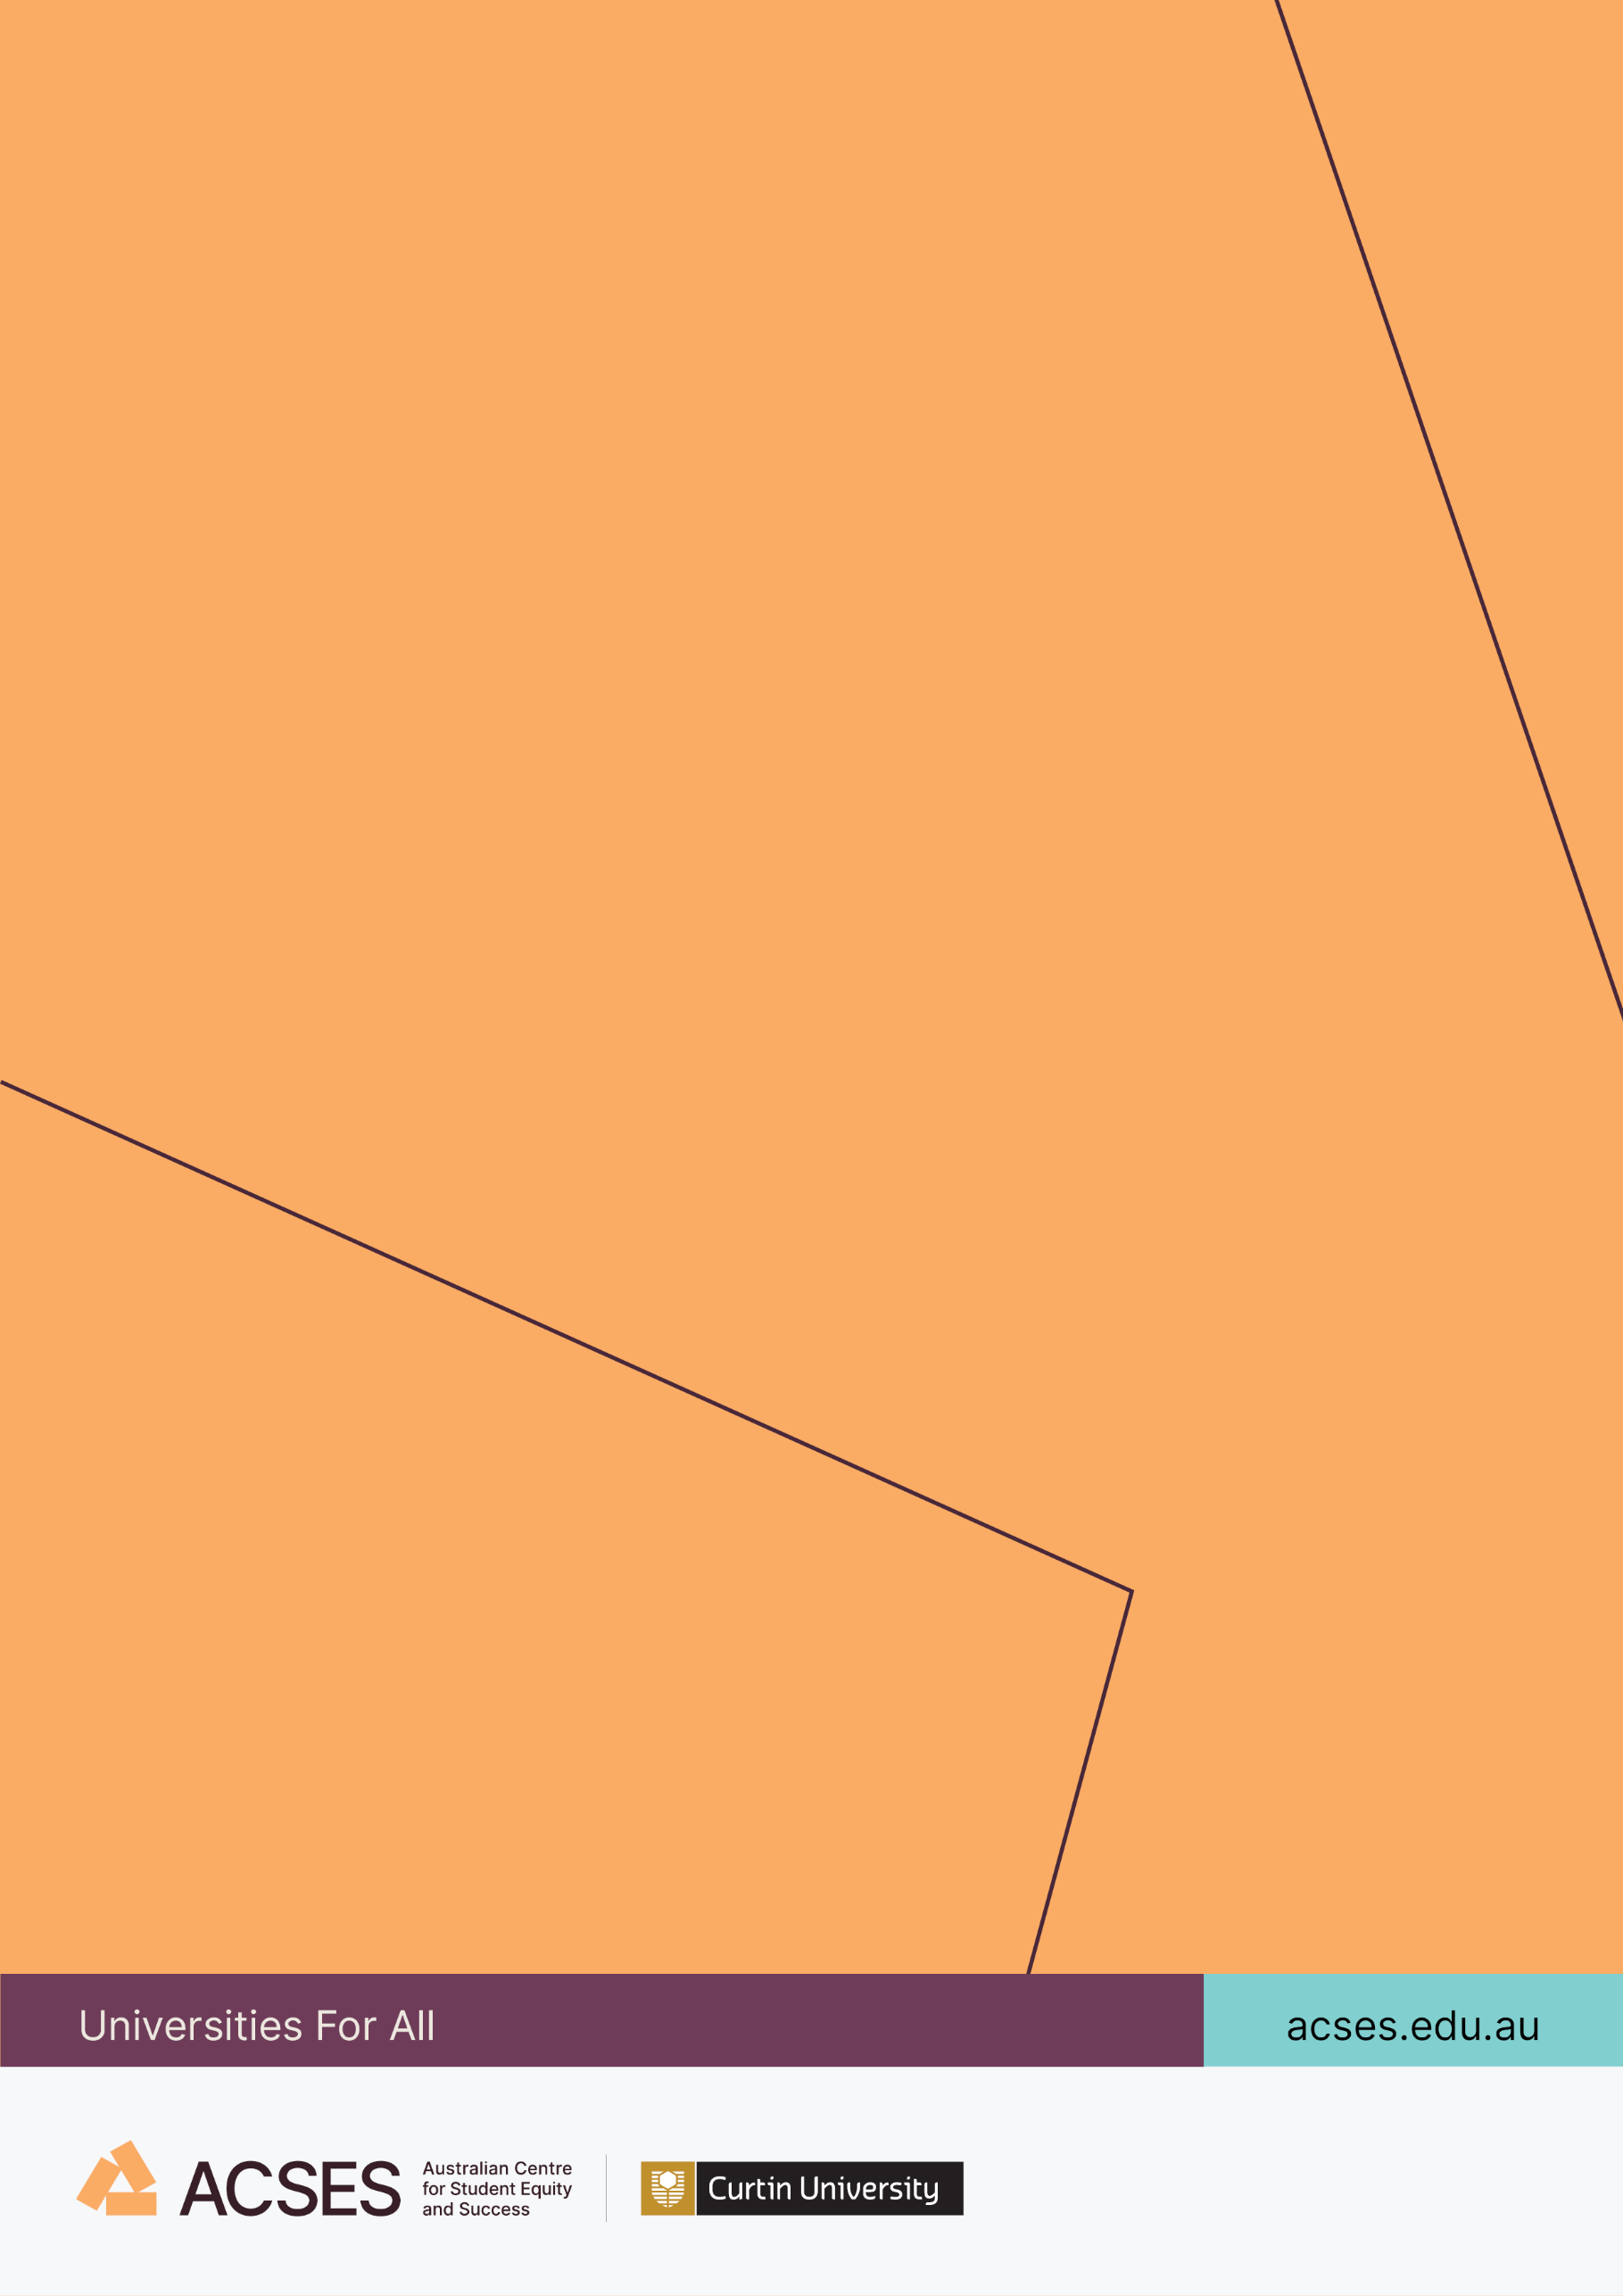 Universities For All
acses.edu.au
ACSES
Australian Centre
for Student Equity
and Success
Curtin University